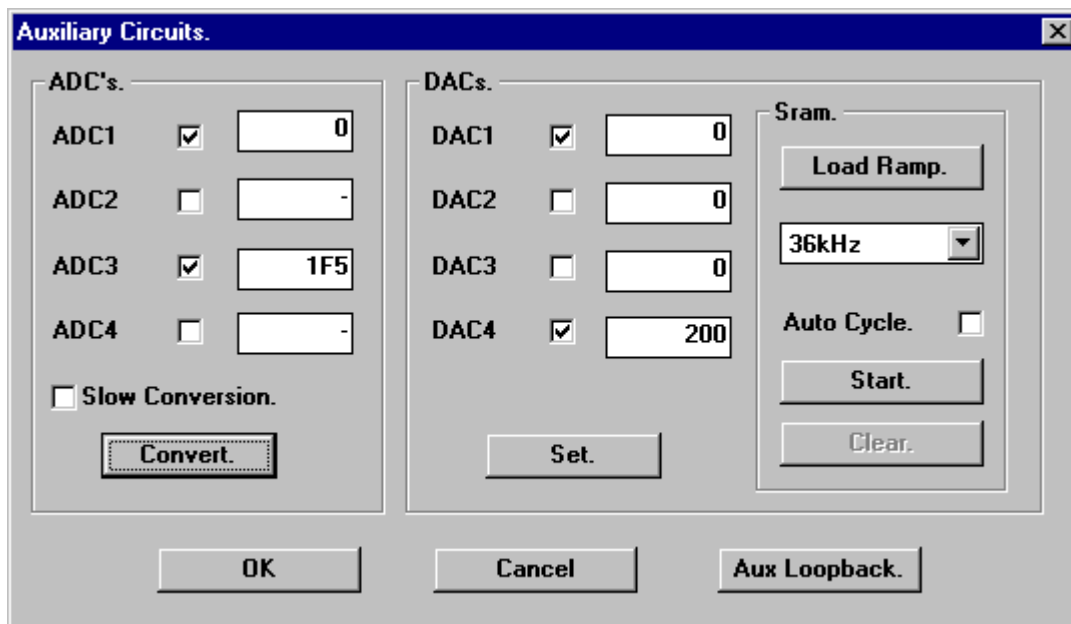 Auxiliary Circuits.
ADC's.
ADC1 0
ADC2 -
ADC3 1F5
ADC4 -
Slow Conversion.
Convert.
DACs.
DAC1 0
DAC2 0
DAC3 0
DAC4 200
Set.
Sram.
Load Ramp.
36kHz
Auto Cycle.
Start.
Clear.
OK
Cancel
Aux Loopback.